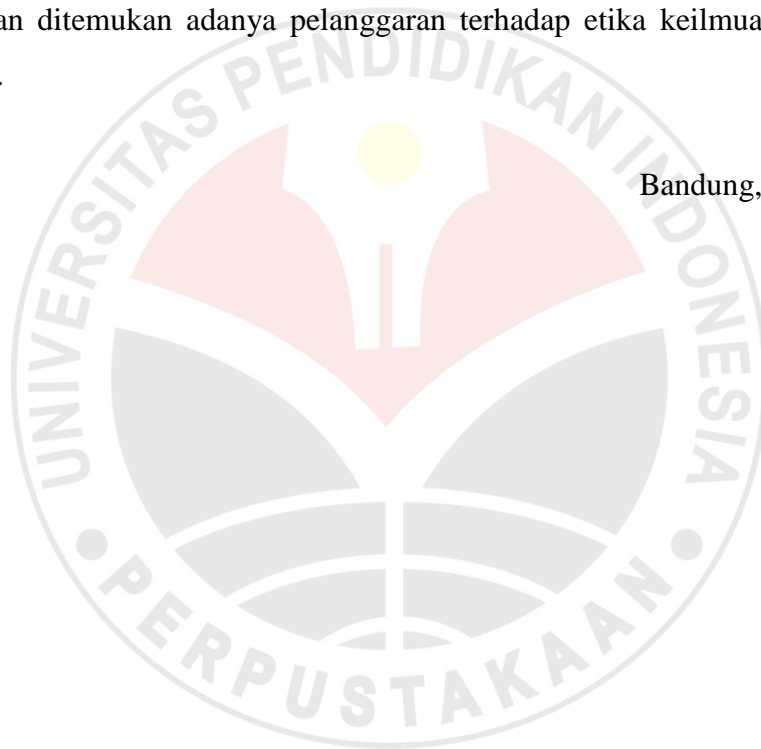 an ditemukan adanya pelanggaran terhadap etika keilmua
.
Bandung,
UNIVERSITAS PENDIDIKAN INDONESIA
PERPUSTAKAAN